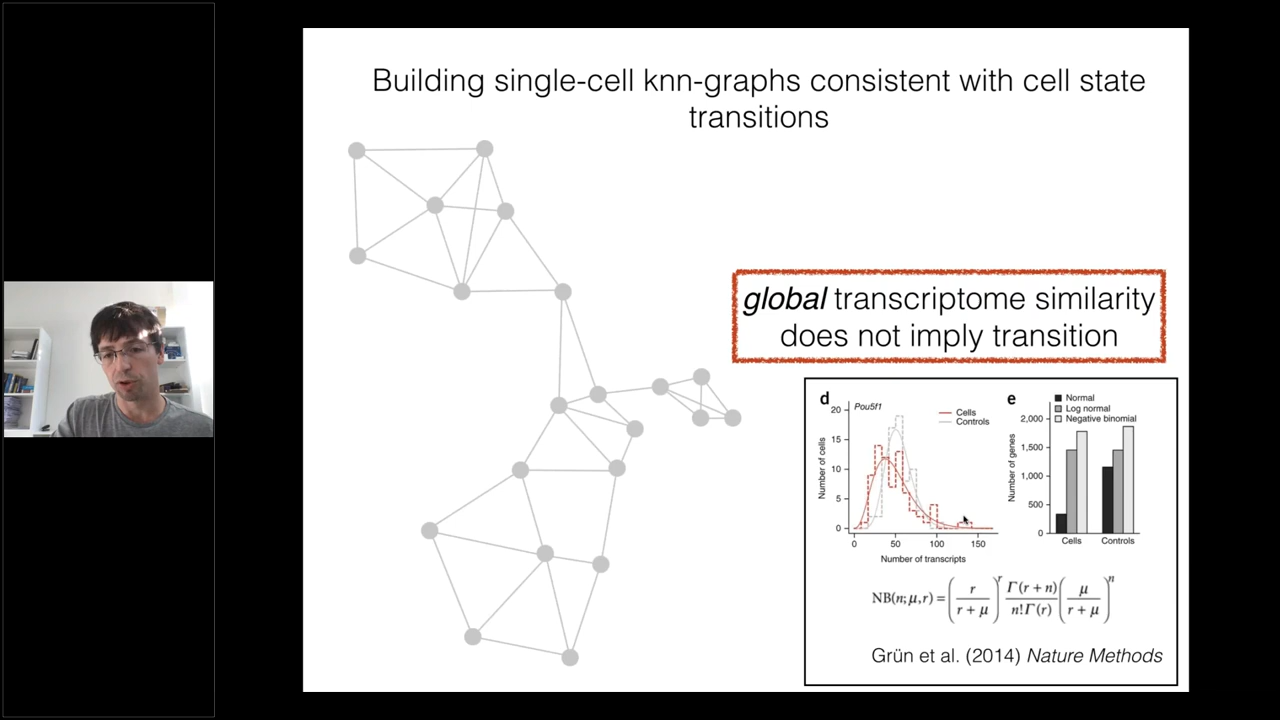 Building single-cell knn-graphs consistent with cell state
transitions
global transcriptome similarity
does not imply transition
d
Pou5f1
Cells
Controls
Number of cells
20
15
10
5
0
0 50 100 150
Number of transcripts
e
Normal
Log normal
Negative binomial
Number of genes
2,000
1,500
1,000
500
0
Cells Controls
NB(n; μ,r) = (r / (r + μ))^r Γ(r + n) / n!Γ(r) (μ / (r + μ))^n
Grün et al. (2014) Nature Methods